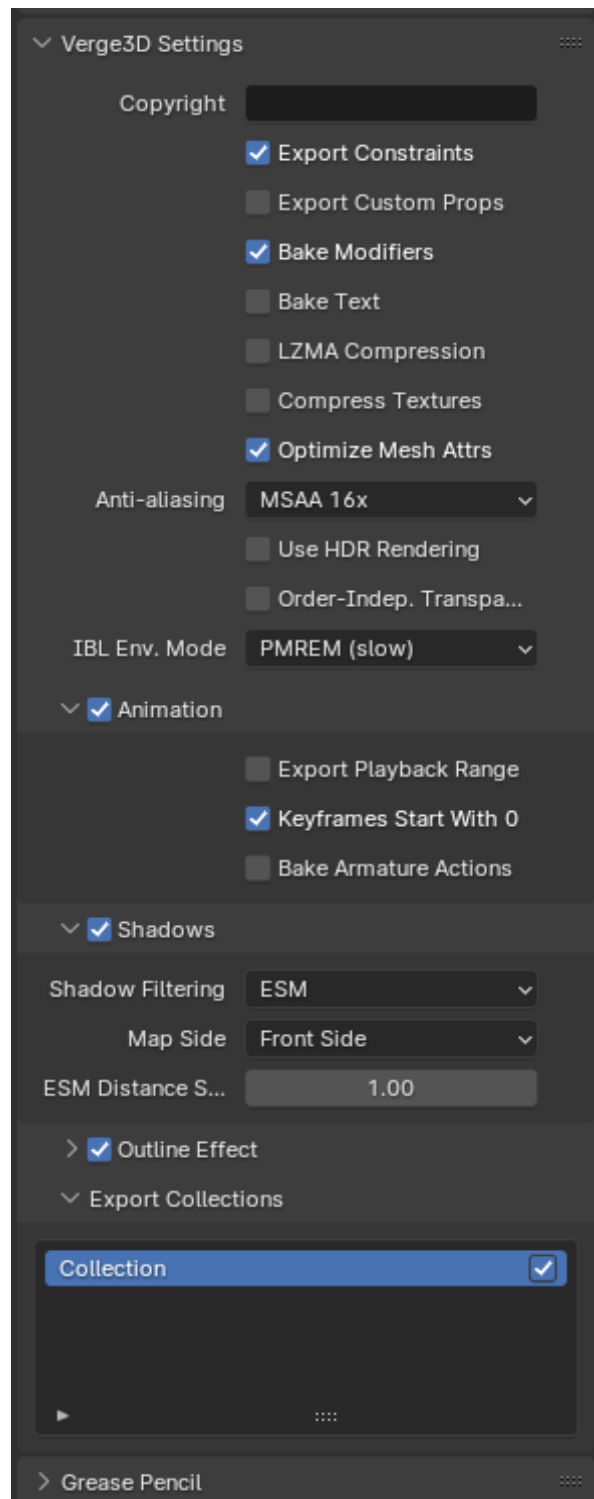 Verge3D Settings
Copyright
Export Constraints
Export Custom Props
Bake Modifiers
Bake Text
LZMA Compression
Compress Textures
Optimize Mesh Attrs
Anti-aliasing MSAA 16x
Use HDR Rendering
Order-Indep. Transpa...
IBL Env. Mode PMREM (slow)
Animation
Export Playback Range
Keyframes Start With 0
Bake Armature Actions
Shadows
Shadow Filtering ESM
Map Side Front Side
ESM Distance S... 1.00
Outline Effect
Export Collections
Collection
Grease Pencil